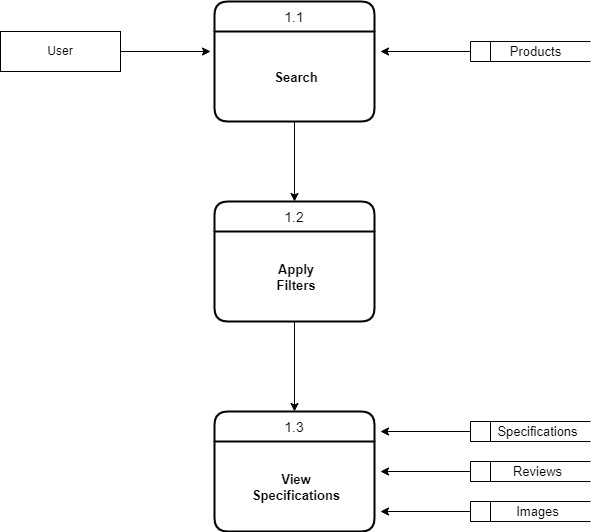 1.1
User
Products
Search
1.2
Apply
Filters
1.3
Specifications
View
Specifications
Reviews
Images